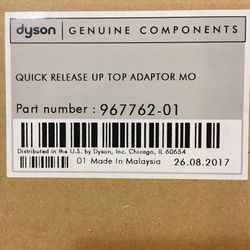 dyson GENUINE COMPONENTS
QUICK RELEASE UP TOP ADAPTOR MO
Part number : 967762-01
Distributed in the U.S. by Dyson, Inc. Chicago, IL 60654
01 Made In Malaysia 26.08.2017